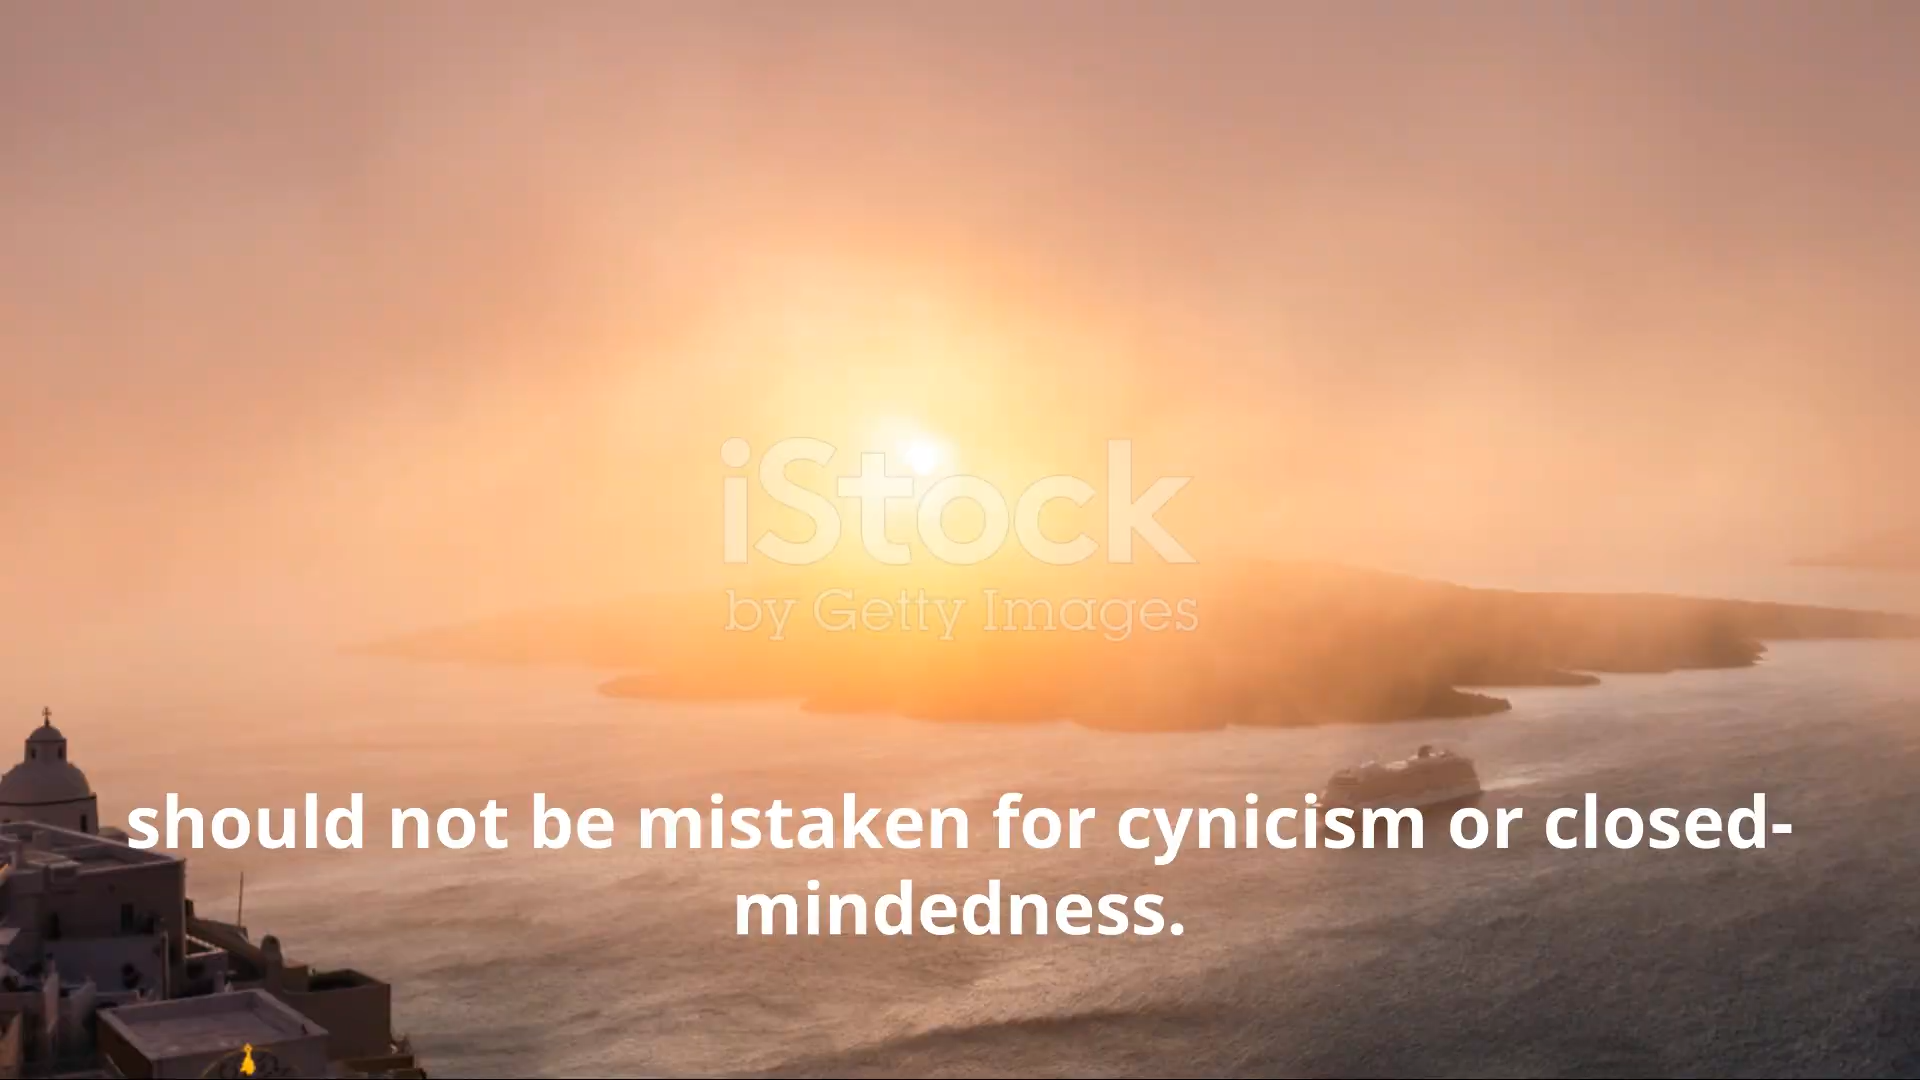 iStock
by Getty Images
should not be mistaken for cynicism or closed-
mindedness.